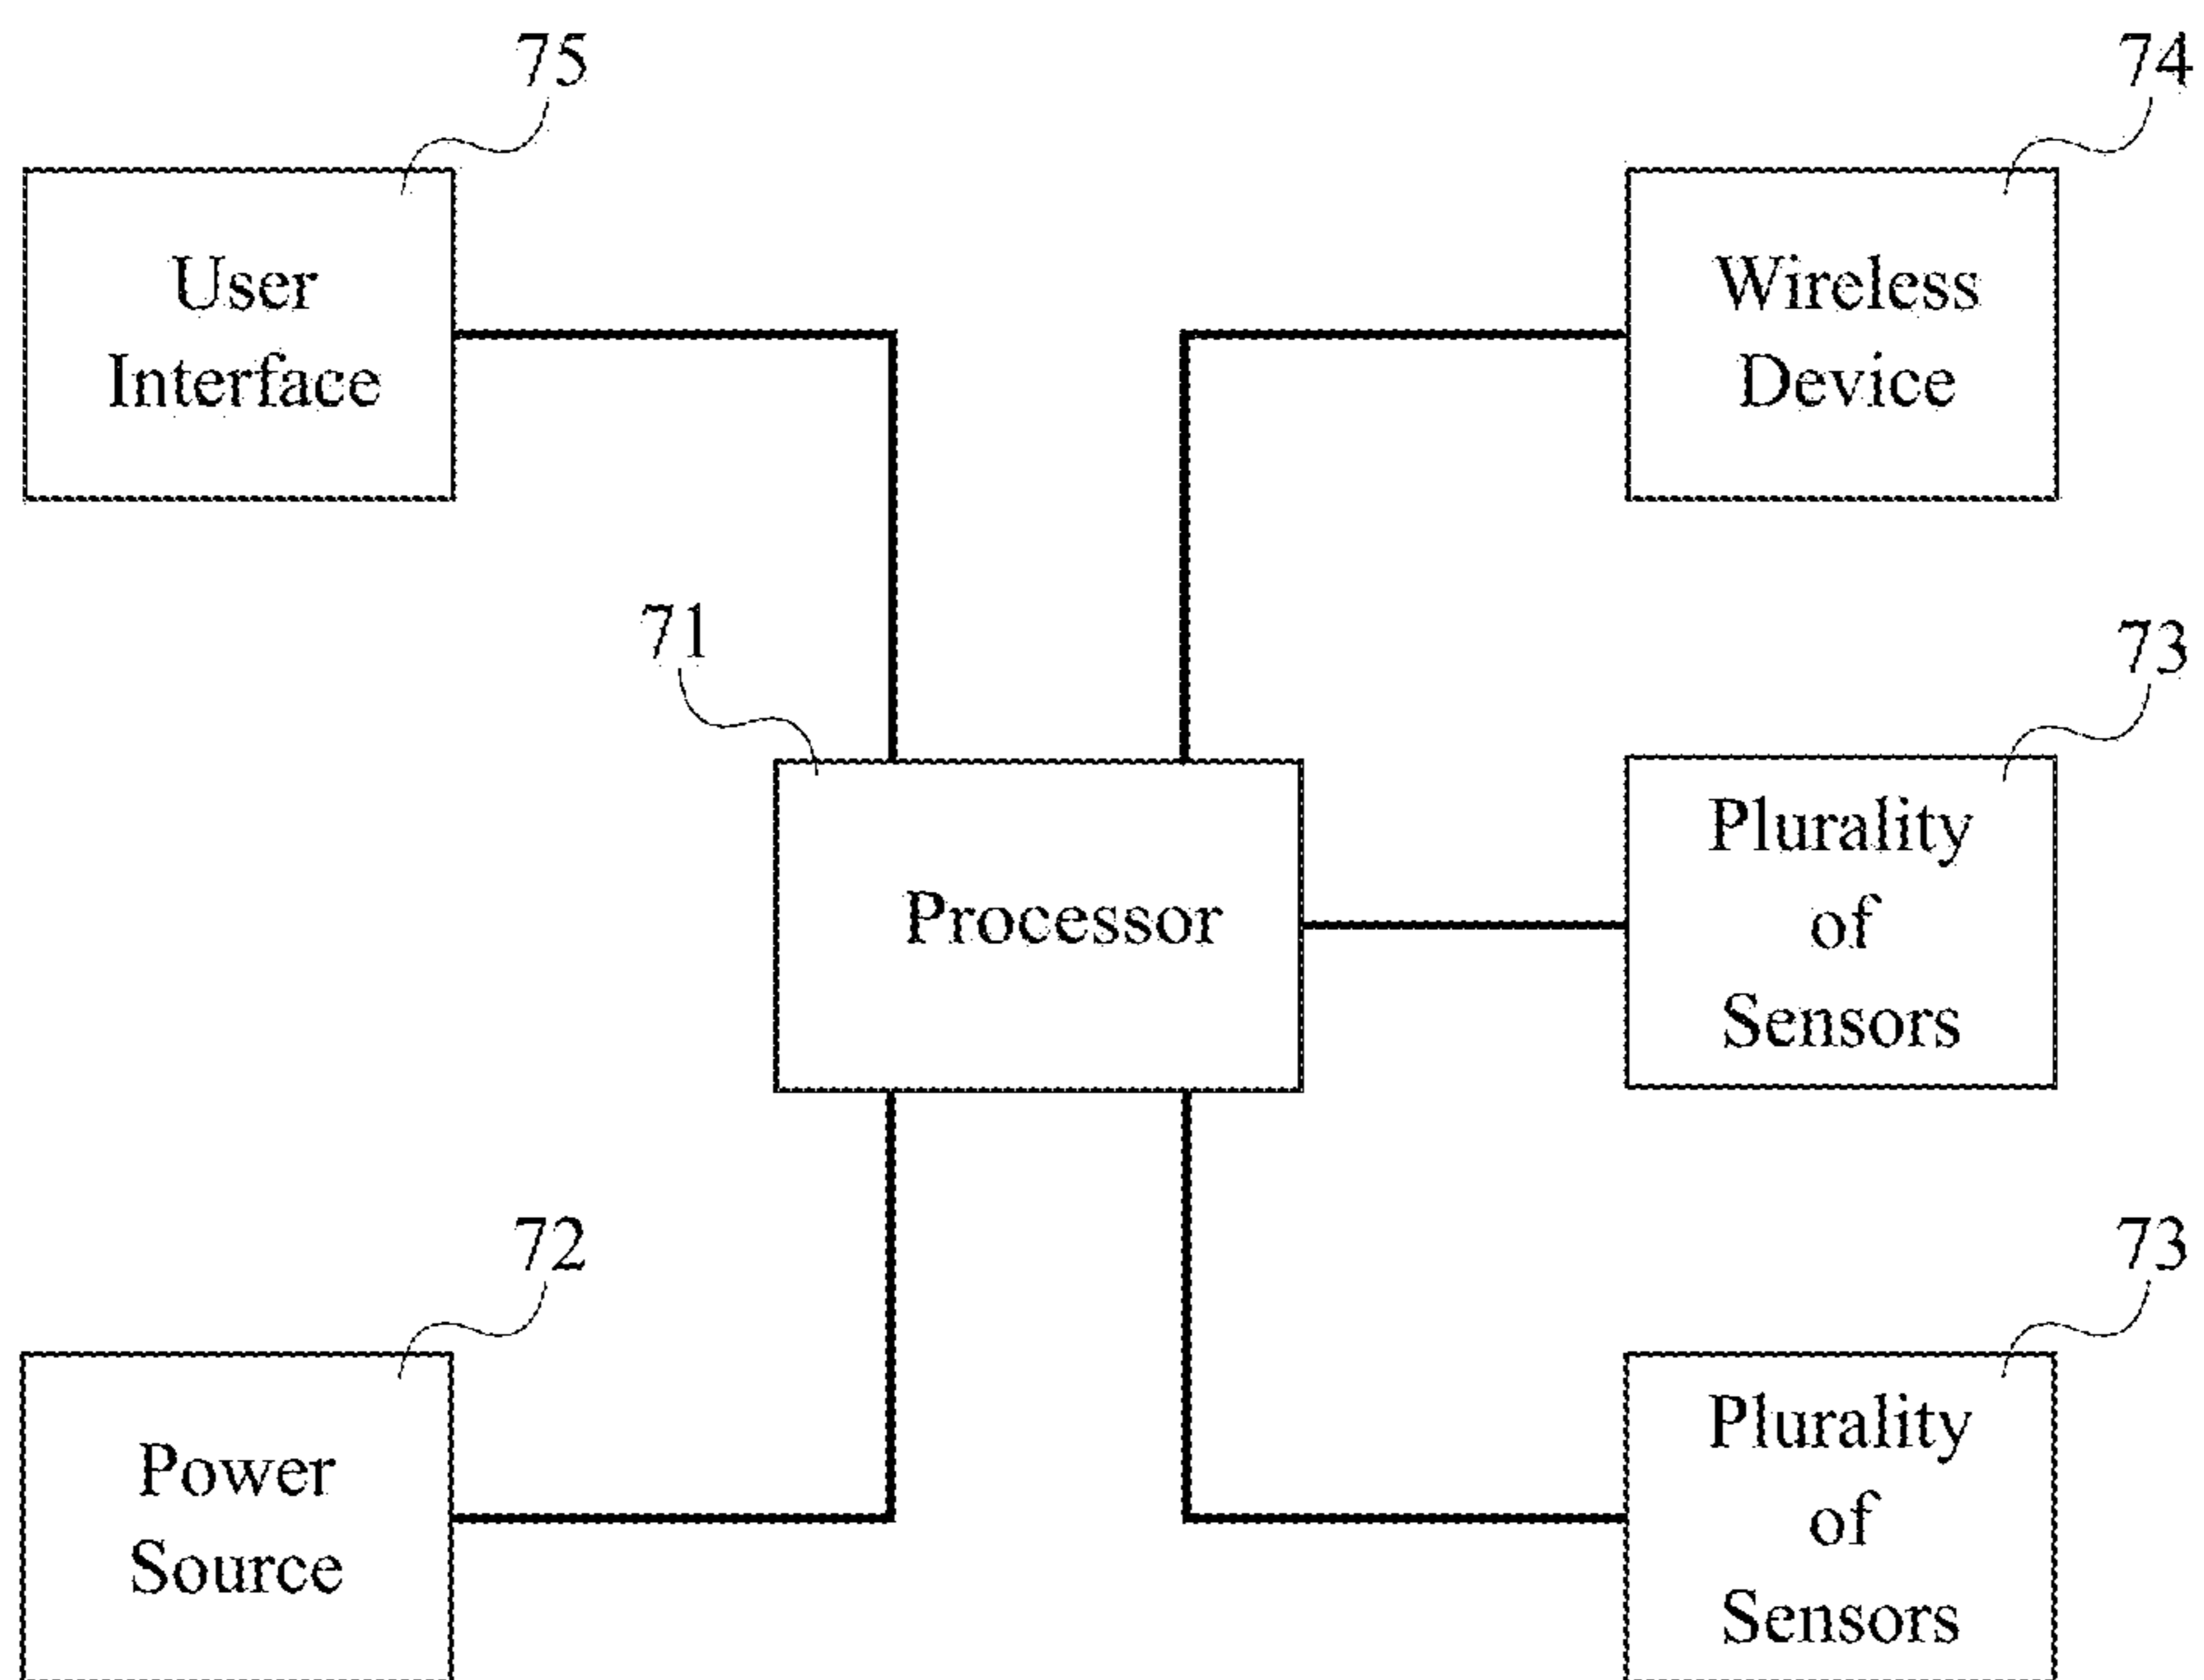 75
74
User
Interface
Wireless
Device
71
73
Processor
Plurality
of
Sensors
72
73
Power
Source
Plurality
of
Sensors